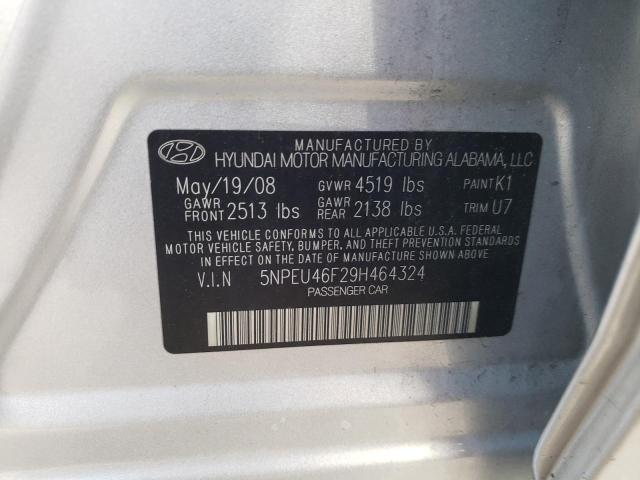 MANUFACTURED BY
HYUNDAI MOTOR MANUFACTURING ALABAMA, LLC
May/19/08 GVWR 4519 lbs PAINT K1
GAWR FRONT 2513 lbs GAWR REAR 2138 lbs TRIM U7
THIS VEHICLE CONFORMS TO ALL APPLICABLE U.S.A. FEDERAL
MOTOR VEHICLE SAFETY, BUMPER, AND THEFT PREVENTION STANDARDS
IN EFFECT ON THE DATE OF MANUFACTURE SHOWN ABOVE.
V.I.N 5NPEU46F29H464324
PASSENGER CAR